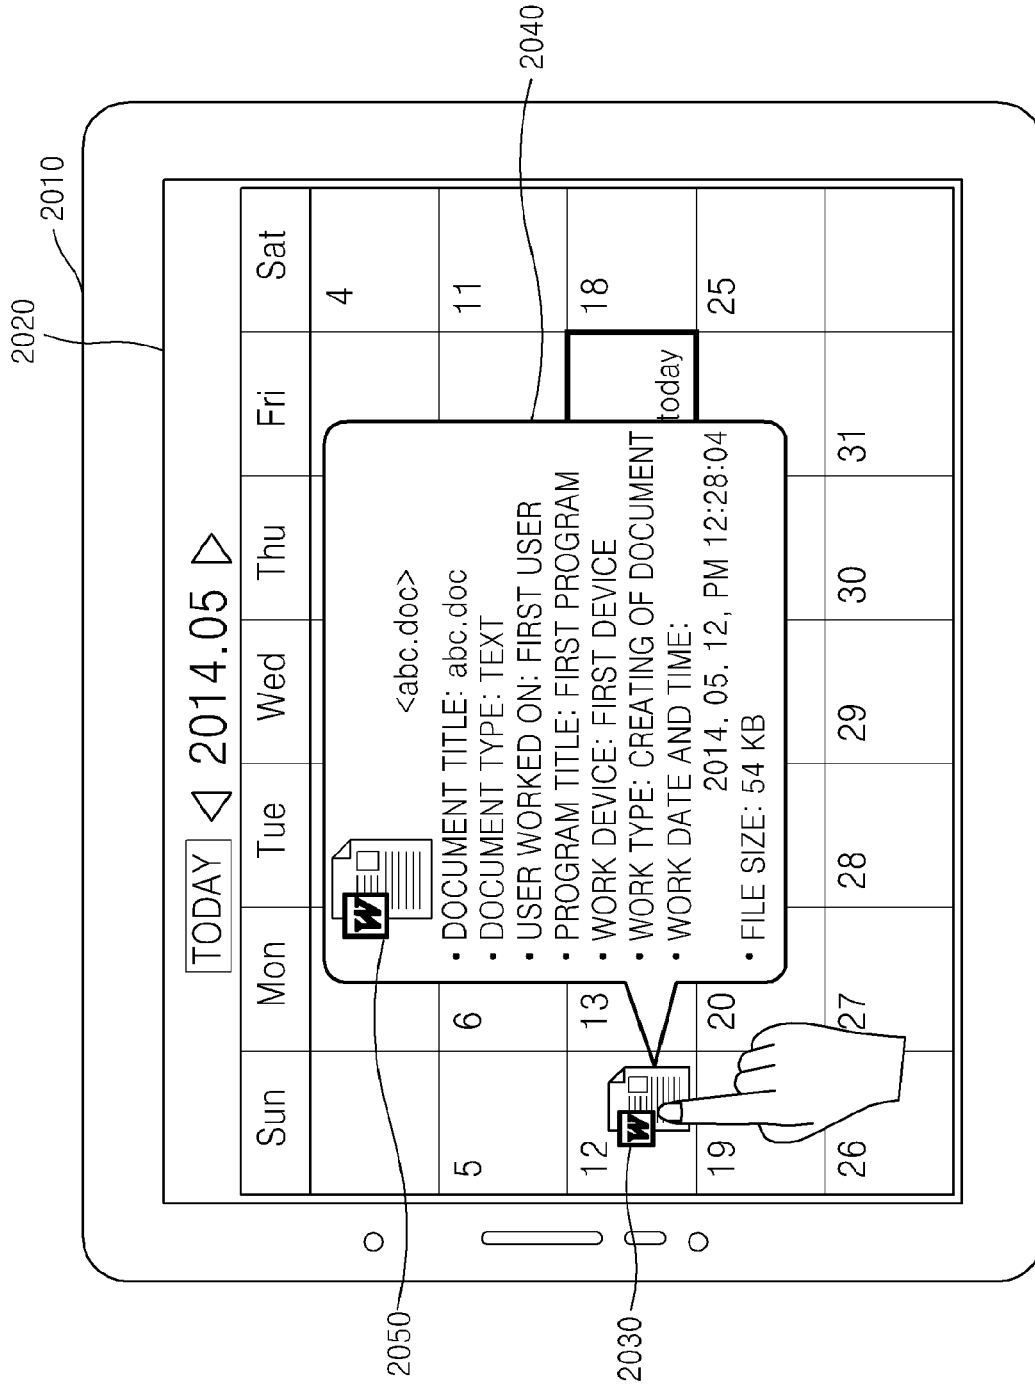 2020
2010
TODAY ◁ 2014.05 ▷
Sun Mon Tue Wed Thu Fri Sat
4
5 6 11
12 13 18
today
19 20 25
26 27 28 29 30 31
<abc.doc>
• DOCUMENT TITLE: abc.doc
• DOCUMENT TYPE: TEXT
• USER WORKED ON: FIRST USER
• PROGRAM TITLE: FIRST PROGRAM
• WORK DEVICE: FIRST DEVICE
• WORK TYPE: CREATING OF DOCUMENT
• WORK DATE AND TIME:
2014. 05. 12, PM 12:28:04
• FILE SIZE: 54 KB
W
W
2050
2030
2040